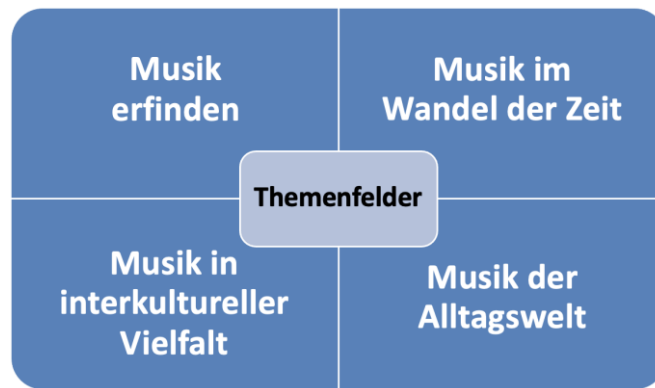 Musik
erfinden
Musik im
Wandel der Zeit
Themenfelder
Musik in
interkultureller
Vielfalt
Musik der
Alltagswelt